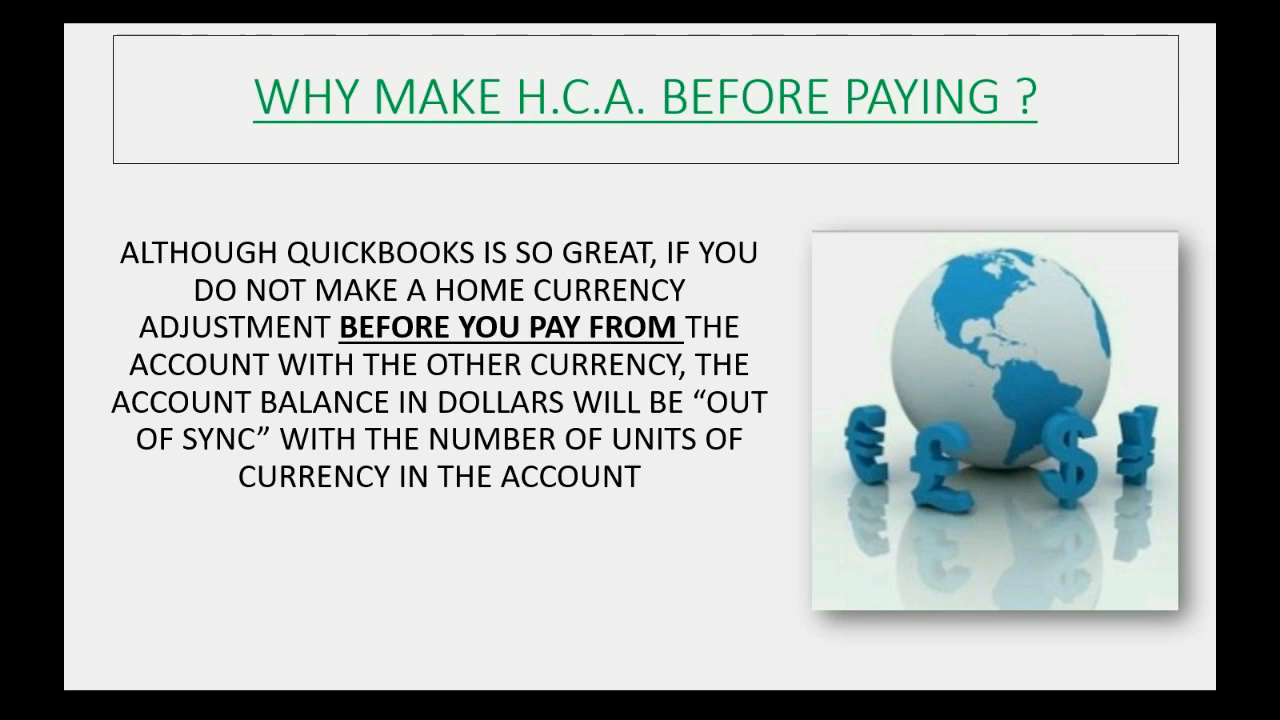 WHY MAKE H.C.A. BEFORE PAYING ?
ALTHOUGH QUICKBOOKS IS SO GREAT, IF YOU
DO NOT MAKE A HOME CURRENCY
ADJUSTMENT BEFORE YOU PAY FROM THE
ACCOUNT WITH THE OTHER CURRENCY, THE
ACCOUNT BALANCE IN DOLLARS WILL BE “OUT
OF SYNC” WITH THE NUMBER OF UNITS OF
CURRENCY IN THE ACCOUNT
€ £ $ ¥